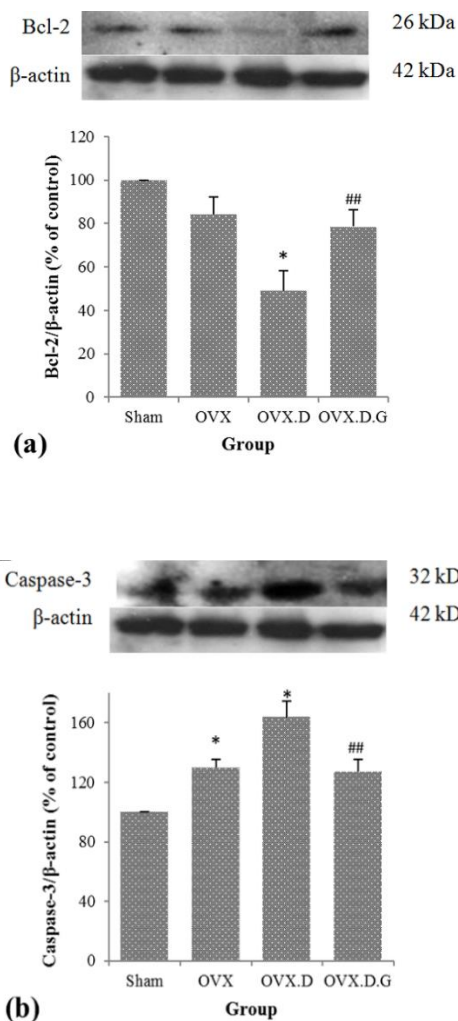 Bcl-2 26 kDa
β-actin 42 kDa
120
100
80
60
40
20
0
Bcl-2/β-actin (% of control)
*
##
Sham OVX OVX.D OVX.D.G
Group
(a)
Caspase-3 32 kD
β-actin 42 kD
160
120
80
40
0
Caspase-3/β-actin (% of control)
*
*
##
Sham OVX OVX.D OVX.D.G
Group
(b)